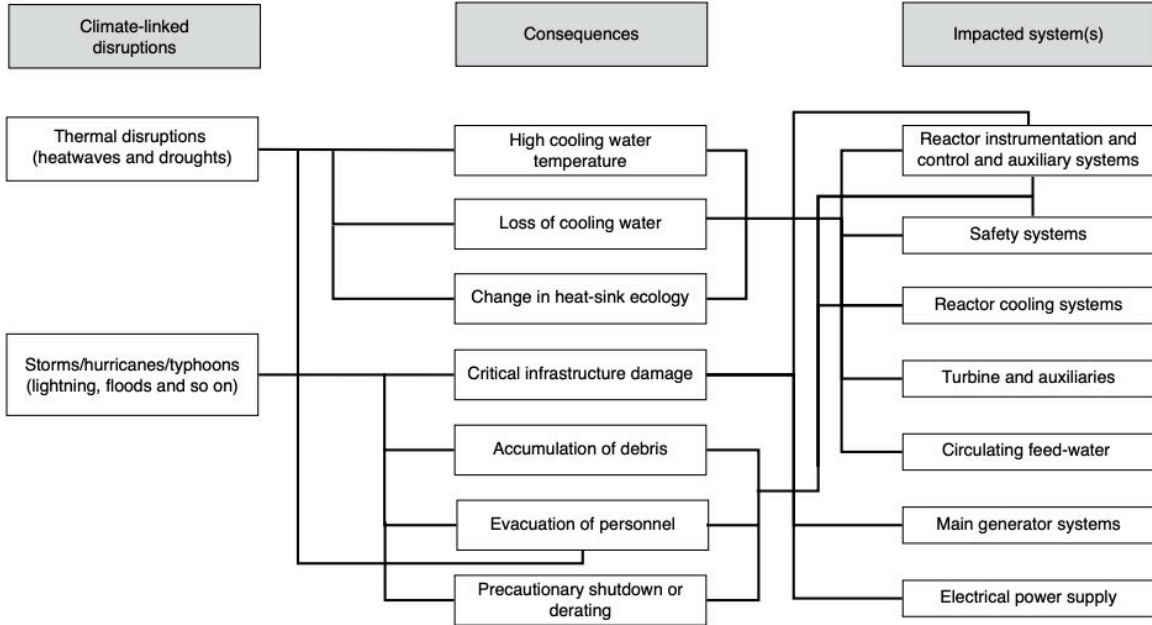 Climate-linked
disruptions
Consequences
Impacted system(s)
Thermal disruptions
(heatwaves and droughts)
High cooling water
temperature
Reactor instrumentation and
control and auxiliary systems
Loss of cooling water
Safety systems
Change in heat-sink ecology
Reactor cooling systems
Storms/hurricanes/typhoons
(lightning, floods and so on)
Critical infrastructure damage
Turbine and auxiliaries
Accumulation of debris
Circulating feed-water
Evacuation of personnel
Main generator systems
Precautionary shutdown or
derating
Electrical power supply